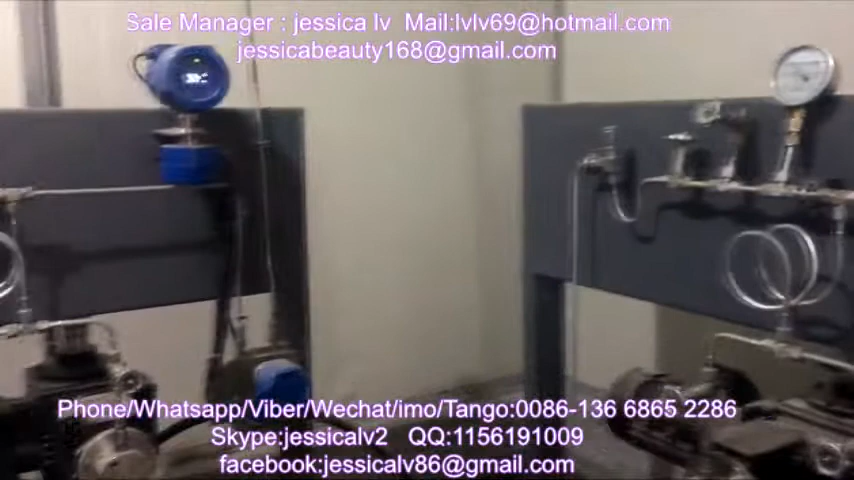 Sale Manager : jessica lv Mail:lvlv69@hotmail.com
jessicabeauty168@gmail.com
Phone/Whatsapp/Viber/Wechat/imo/Tango:0086-136 6865 2286
Skype:jessicalv2 QQ:1156191009
facebook:jessicalv86@gmail.com